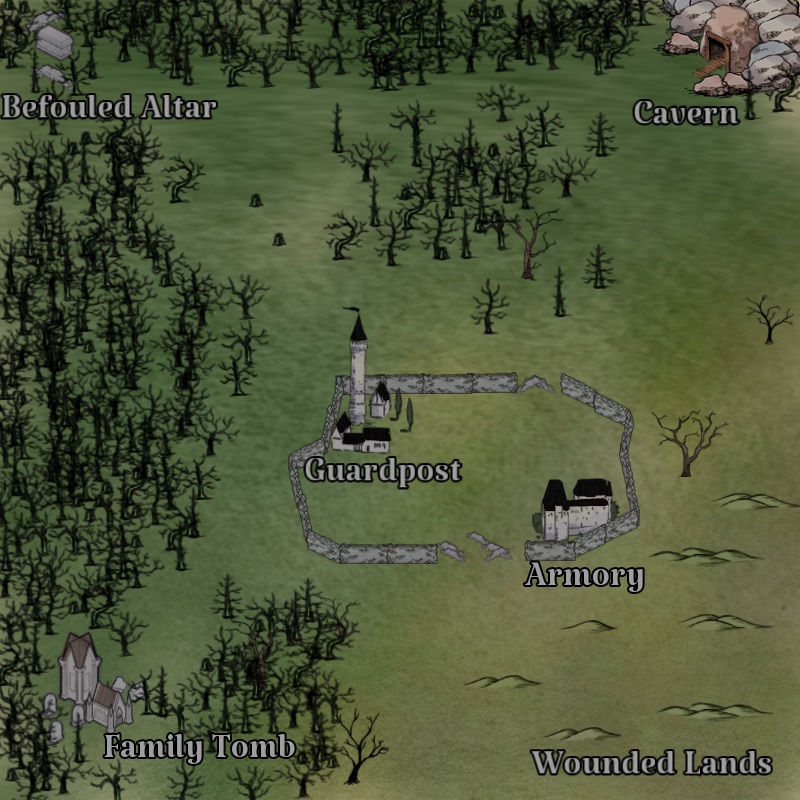 Befouled Altar
Cavern
Guardpost
Armory
Family Tomb
Wounded Lands